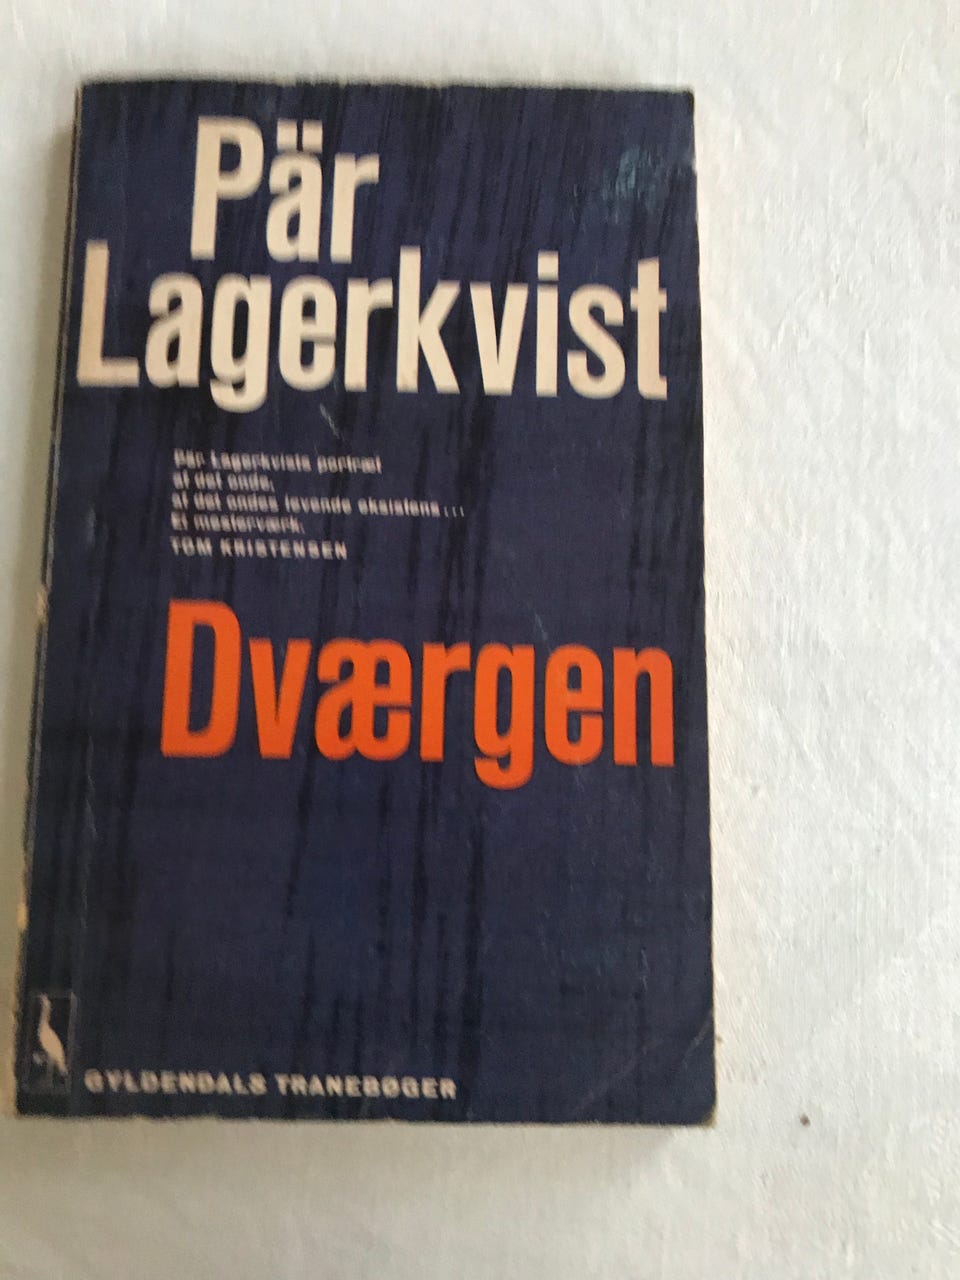 Pär
Lagerkvist
Pär Lagerkvists portræt
af det onde,
af det ondes levende eksistens...
Et mesterværk.
TOM KRISTENSEN
Dværgen
GYLDENDALS TRANEBØGER